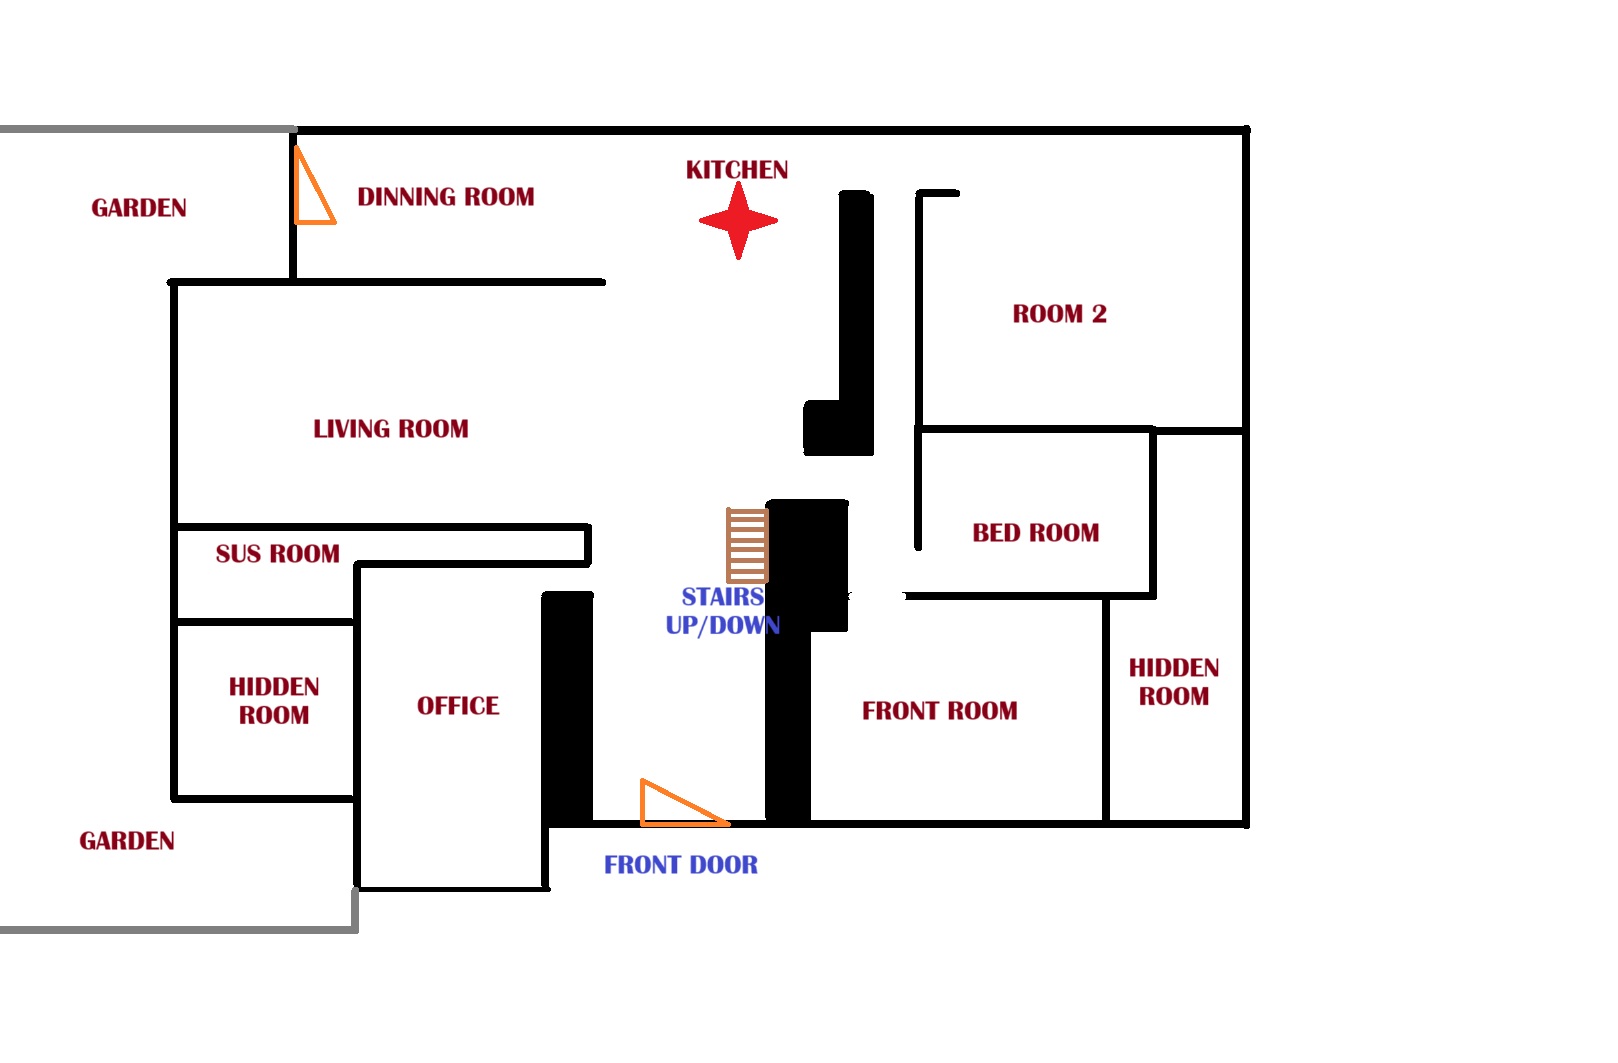 KITCHEN
DINNING ROOM
GARDEN
ROOM 2
LIVING ROOM
BED ROOM
SUS ROOM
STAIRS
UP/DOWN
HIDDEN
ROOM
HIDDEN
ROOM
OFFICE
FRONT ROOM
GARDEN
FRONT DOOR